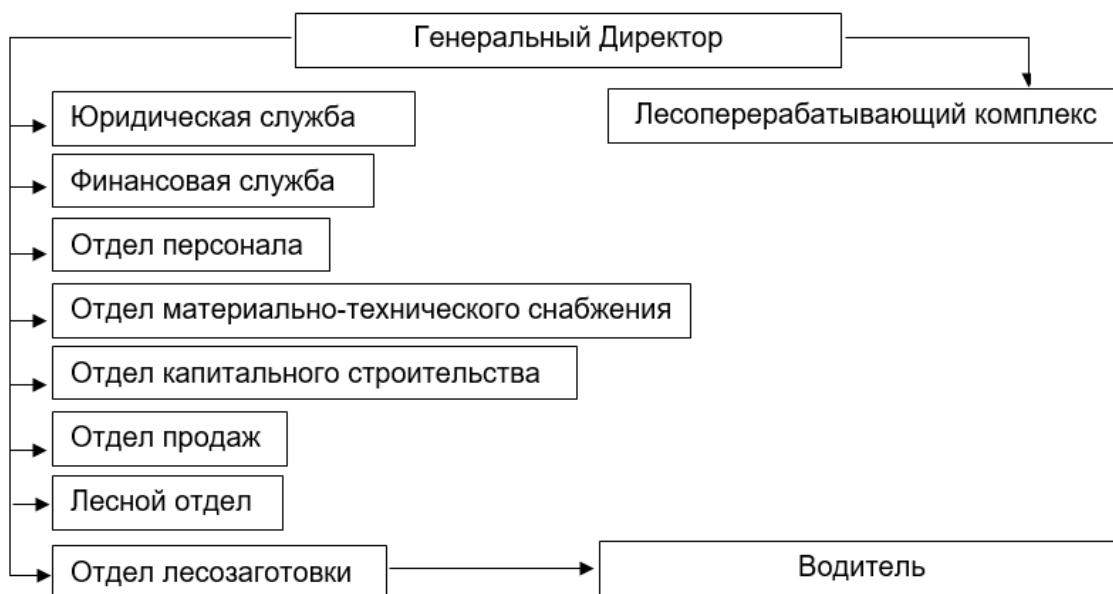 Генеральный Директор
Юридическая служба
Лесоперерабатывающий комплекс
Финансовая служба
Отдел персонала
Отдел материально-технического снабжения
Отдел капитального строительства
Отдел продаж
Лесной отдел
Отдел лесозаготовки
Водитель